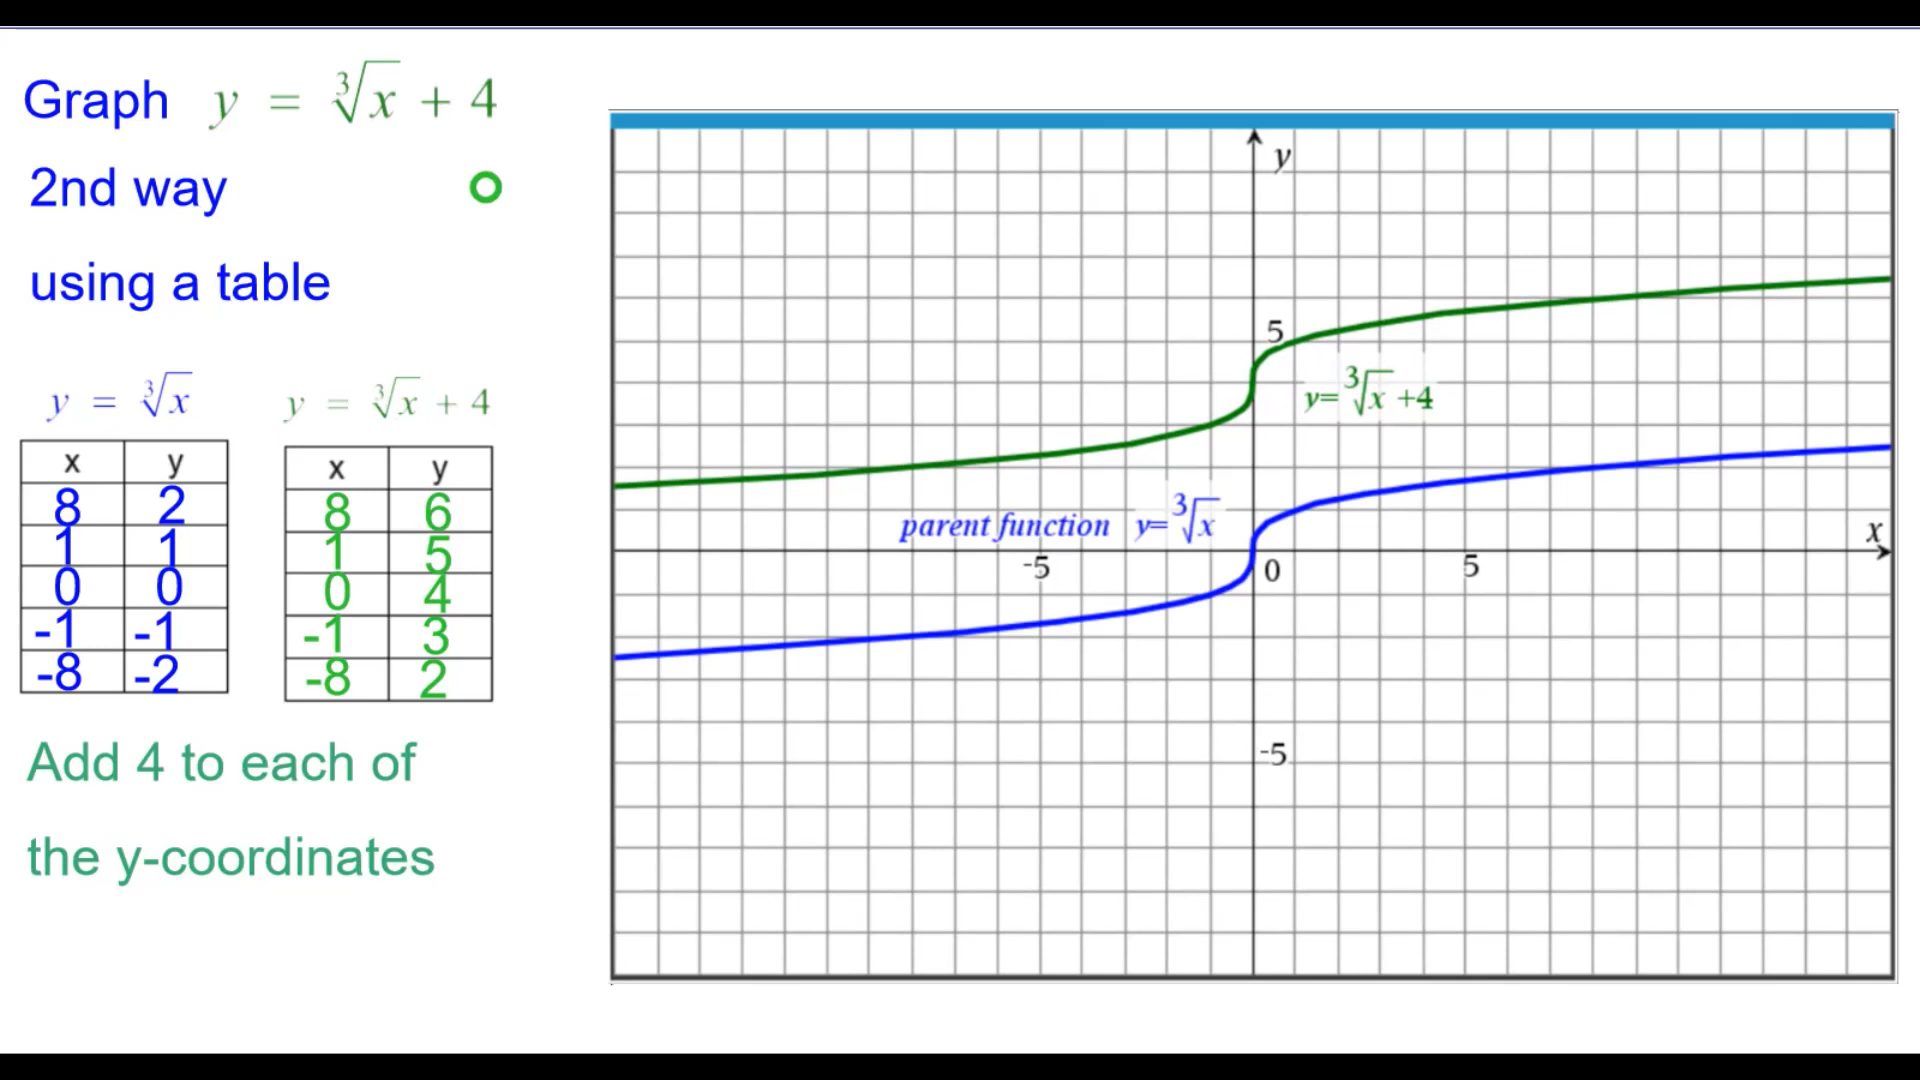 Graph y = ∛x + 4
2nd way
using a table
y = ∛x
x y
8 2
1 1
0 0
-1 -1
-8 -2
y = ∛x + 4
x y
8 6
1 5
0 4
-1 3
-8 2
Add 4 to each of
the y-coordinates
y
5
y=∛x +4
parent function y=∛x
x
-5 0 5
-5